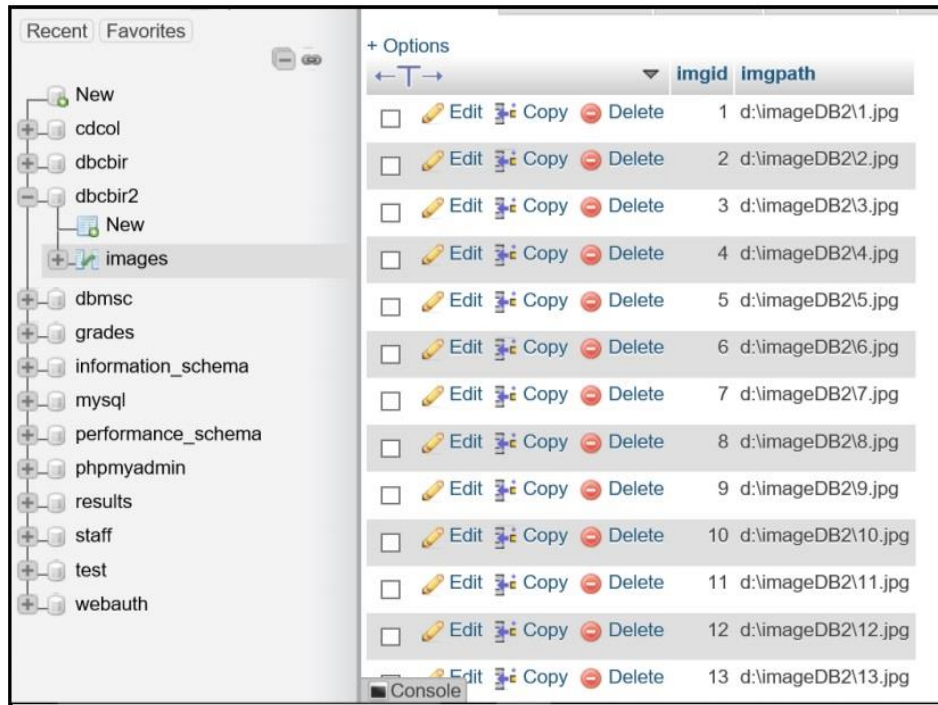 Recent Favorites
New
cdcol
dbcbir
dbcbir2
New
images
dbmsc
grades
information_schema
mysql
performance_schema
phpmyadmin
results
staff
test
webauth
+ Options
←T→ imgid imgpath
Edit Copy Delete 1 d:\imageDB2\1.jpg
Edit Copy Delete 2 d:\imageDB2\2.jpg
Edit Copy Delete 3 d:\imageDB2\3.jpg
Edit Copy Delete 4 d:\imageDB2\4.jpg
Edit Copy Delete 5 d:\imageDB2\5.jpg
Edit Copy Delete 6 d:\imageDB2\6.jpg
Edit Copy Delete 7 d:\imageDB2\7.jpg
Edit Copy Delete 8 d:\imageDB2\8.jpg
Edit Copy Delete 9 d:\imageDB2\9.jpg
Edit Copy Delete 10 d:\imageDB2\10.jpg
Edit Copy Delete 11 d:\imageDB2\11.jpg
Edit Copy Delete 12 d:\imageDB2\12.jpg
Edit Copy Delete 13 d:\imageDB2\13.jpg
Console